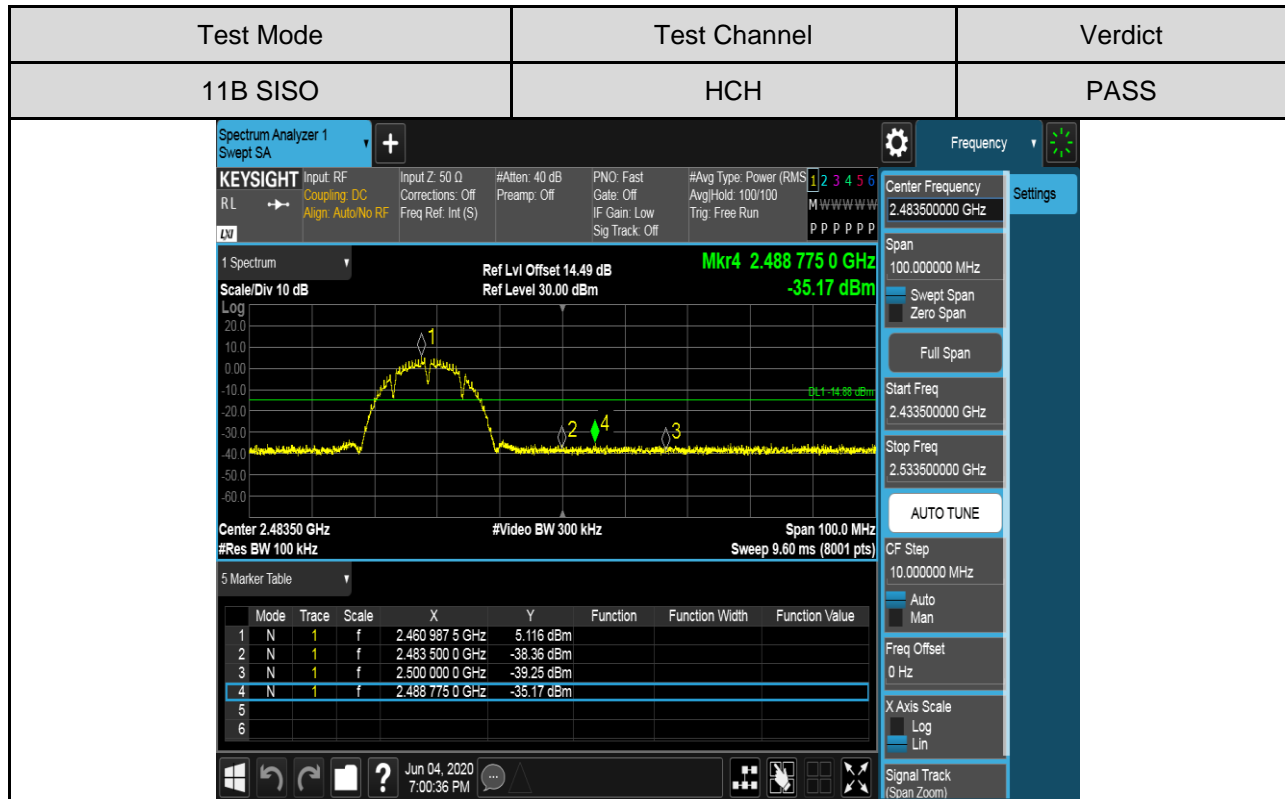 Test Mode Test Channel Verdict
11B SISO HCH PASS
Spectrum Analyzer 1
Swept SA
+
Frequency
KEYSIGHT Input: RF Input Z: 50 Ω #Atten: 40 dB PNO: Fast #Avg Type: Power (RMS 1 2 3 4 5 6
RL Coupling: DC Corrections: Off Preamp: Off Gate: Off Avg|Hold: 100/100 M W W W W W
Align: Auto/No RF Freq Ref: Int (S) IF Gain: Low Trig: Free Run
LXI Sig Track: Off P P P P P P
1 Spectrum Ref Lvl Offset 14.49 dB Mkr4 2.488 775 0 GHz
Scale/Div 10 dB Ref Level 30.00 dBm -35.17 dBm
Log
20.0
10.0
0.00
-10.0
-20.0
-30.0
-40.0
-50.0
-60.0
1
2
4
3
DL1 -14.88 dBm
Center 2.48350 GHz #Video BW 300 kHz Span 100.0 MHz
#Res BW 100 kHz Sweep 9.60 ms (8001 pts)
5 Marker Table
Mode Trace Scale X Y Function Function Width Function Value
1 N 1 f 2.460 987 5 GHz 5.116 dBm
2 N 1 f 2.483 500 0 GHz -38.36 dBm
3 N 1 f 2.500 000 0 GHz -39.25 dBm
4 N 1 f 2.488 775 0 GHz -35.17 dBm
5
6
Center Frequency
2.483500000 GHz
Settings
Span
100.000000 MHz
Swept Span
Zero Span
Full Span
Start Freq
2.433500000 GHz
Stop Freq
2.533500000 GHz
AUTO TUNE
CF Step
10.000000 MHz
Auto
Man
Freq Offset
0 Hz
X Axis Scale
Log
Lin
Signal Track
(Span Zoom)
?
Jun 04, 2020
7:00:36 PM